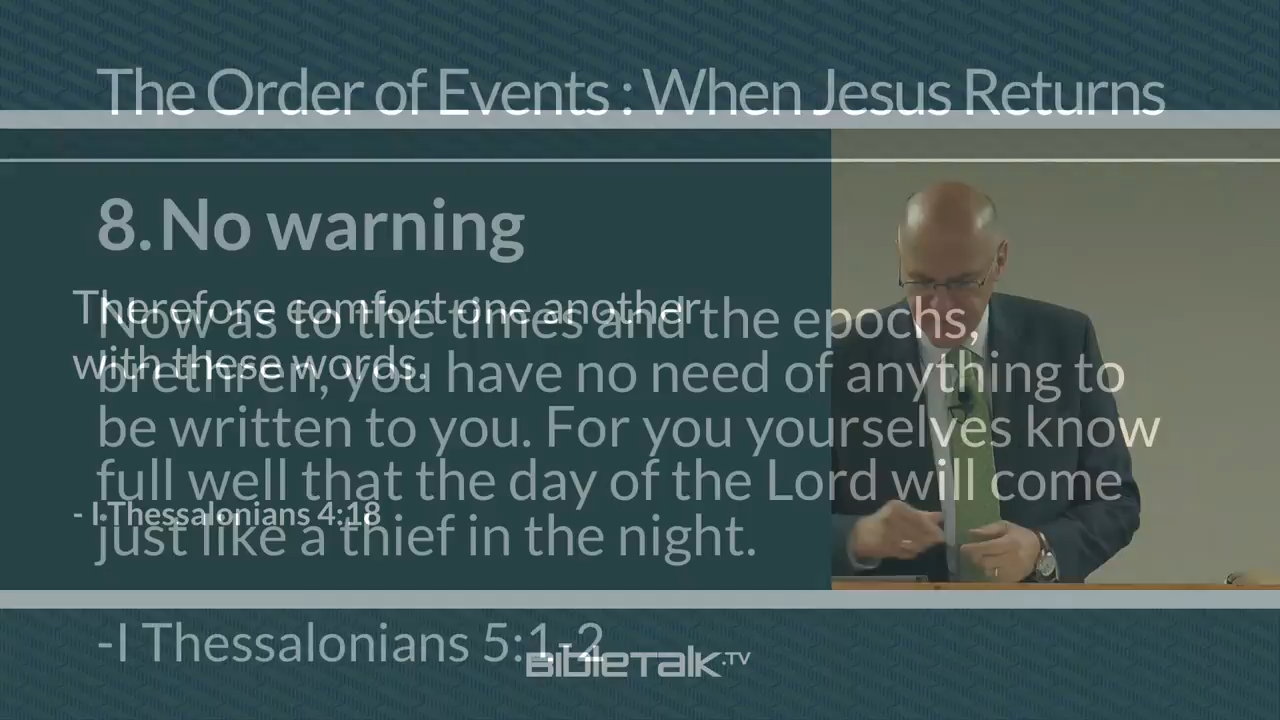 The Order of Events : When Jesus Returns
8. No warning
Therefore comfort one another
with these words.
- I Thessalonians 4:18
Now as to the times and the epochs,
brethren, you have no need of anything to
be written to you. For you yourselves know
full well that the day of the Lord will come
just like a thief in the night.
-I Thessalonians 5:1-2
BIBLETALK.TV